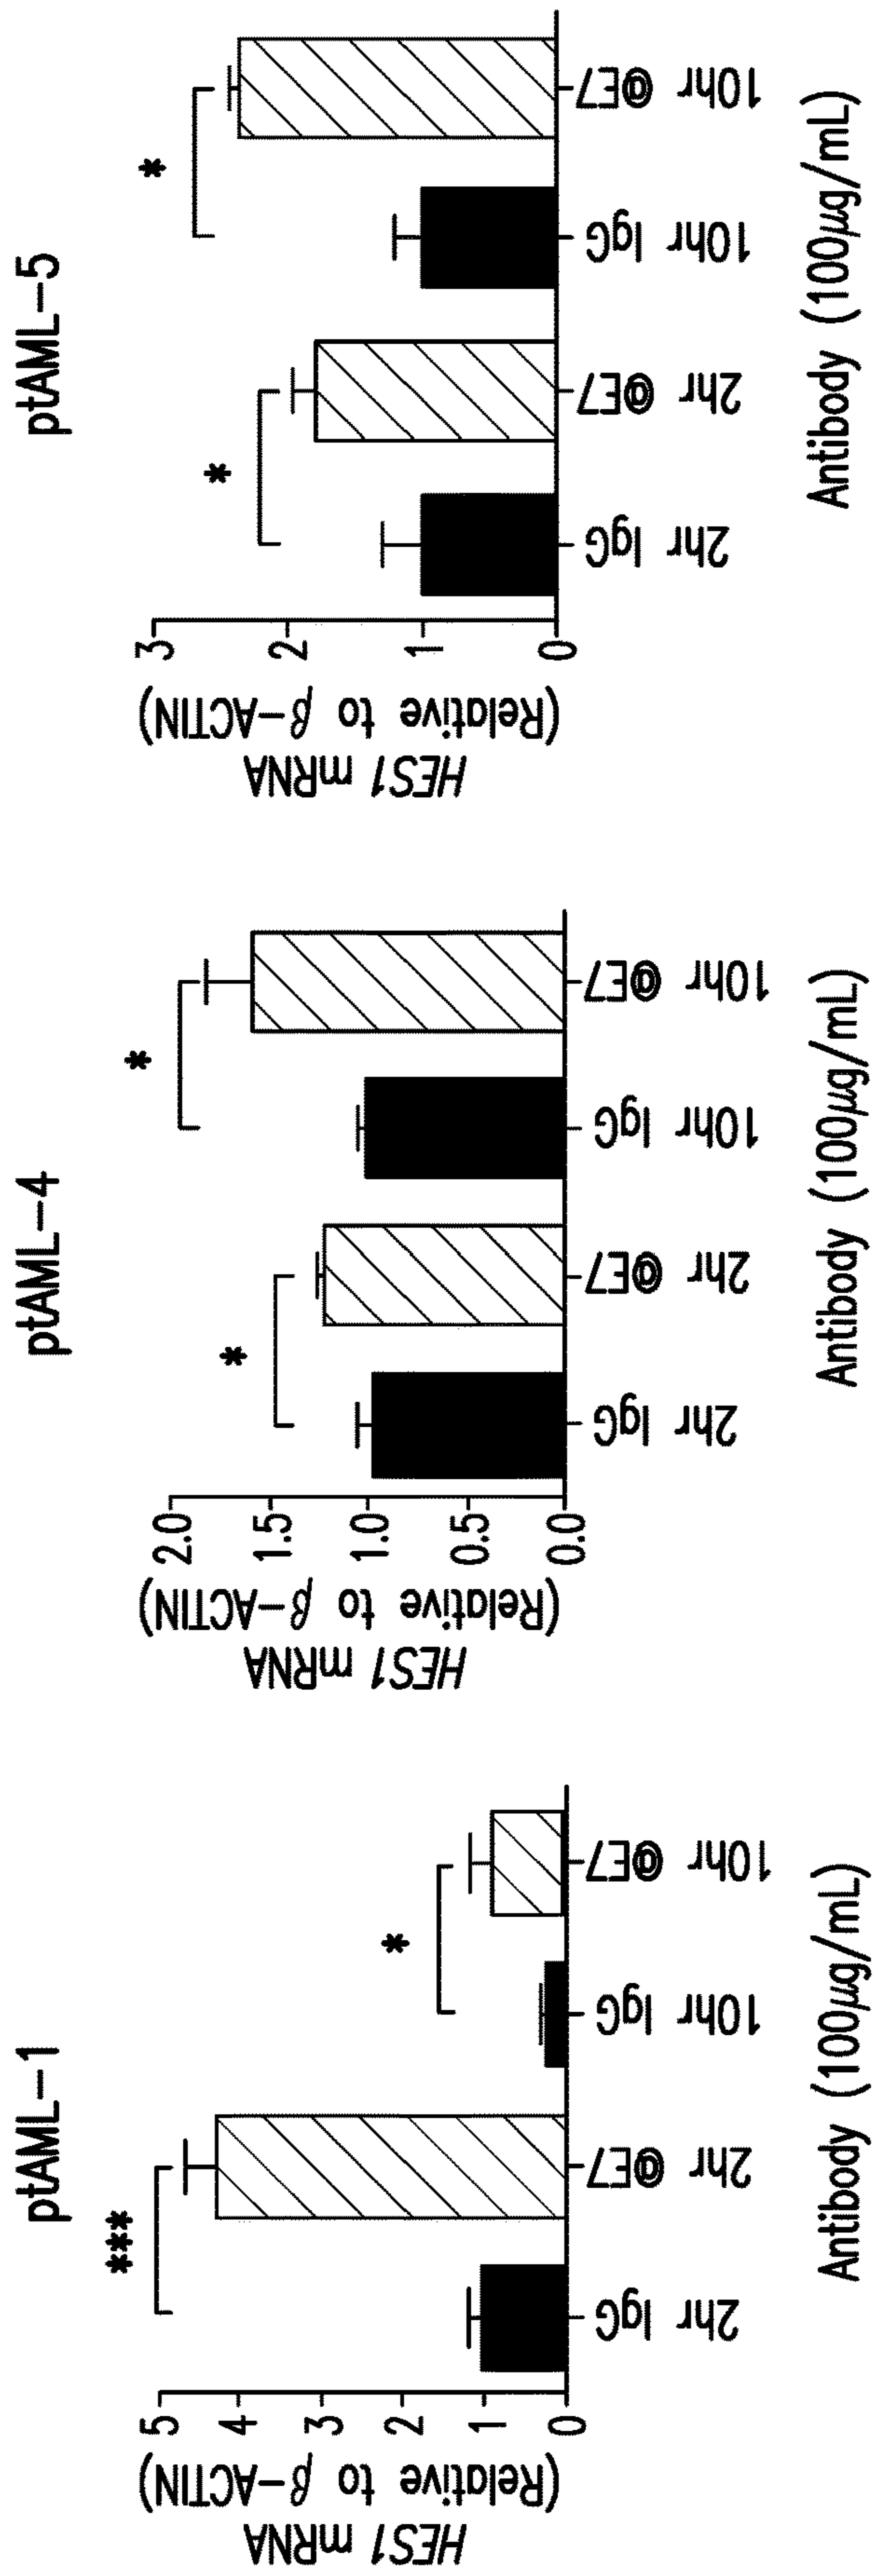 ptAML-1
HES1 mRNA
(Relative to β-ACTIN)
5
4
3
2
1
0
***
*
2hr IgG
2hr @E7
10hr IgG
10hr @E7
Antibody (100μg/mL)
ptAML-4
HES1 mRNA
(Relative to β-ACTIN)
2.0
1.5
1.0
0.5
0.0
*
*
2hr IgG
2hr @E7
10hr IgG
10hr @E7
Antibody (100μg/mL)
ptAML-5
HES1 mRNA
(Relative to β-ACTIN)
3
2
1
0
*
*
2hr IgG
2hr @E7
10hr IgG
10hr @E7
Antibody (100μg/mL)